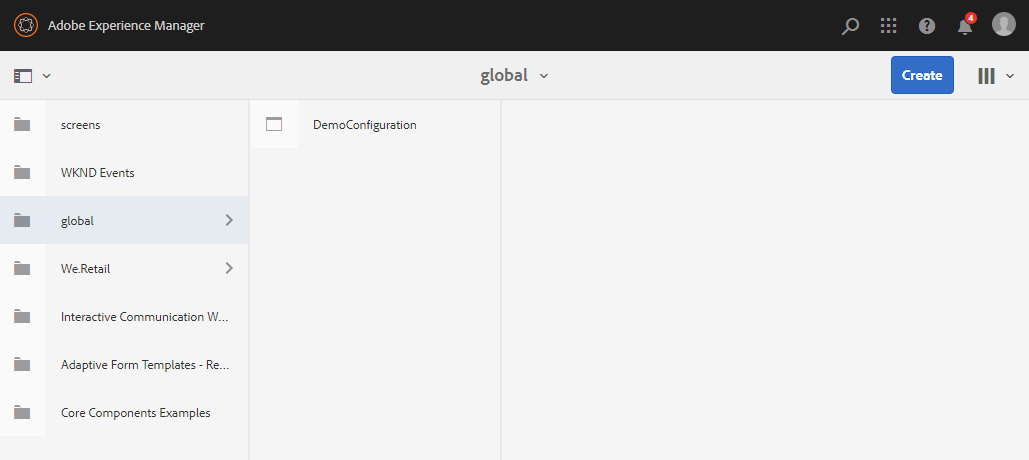 Adobe Experience Manager
4
global
Create
screens
DemoConfiguration
WKND Events
global
We.Retail
Interactive Communication W...
Adaptive Form Templates - Re...
Core Components Examples